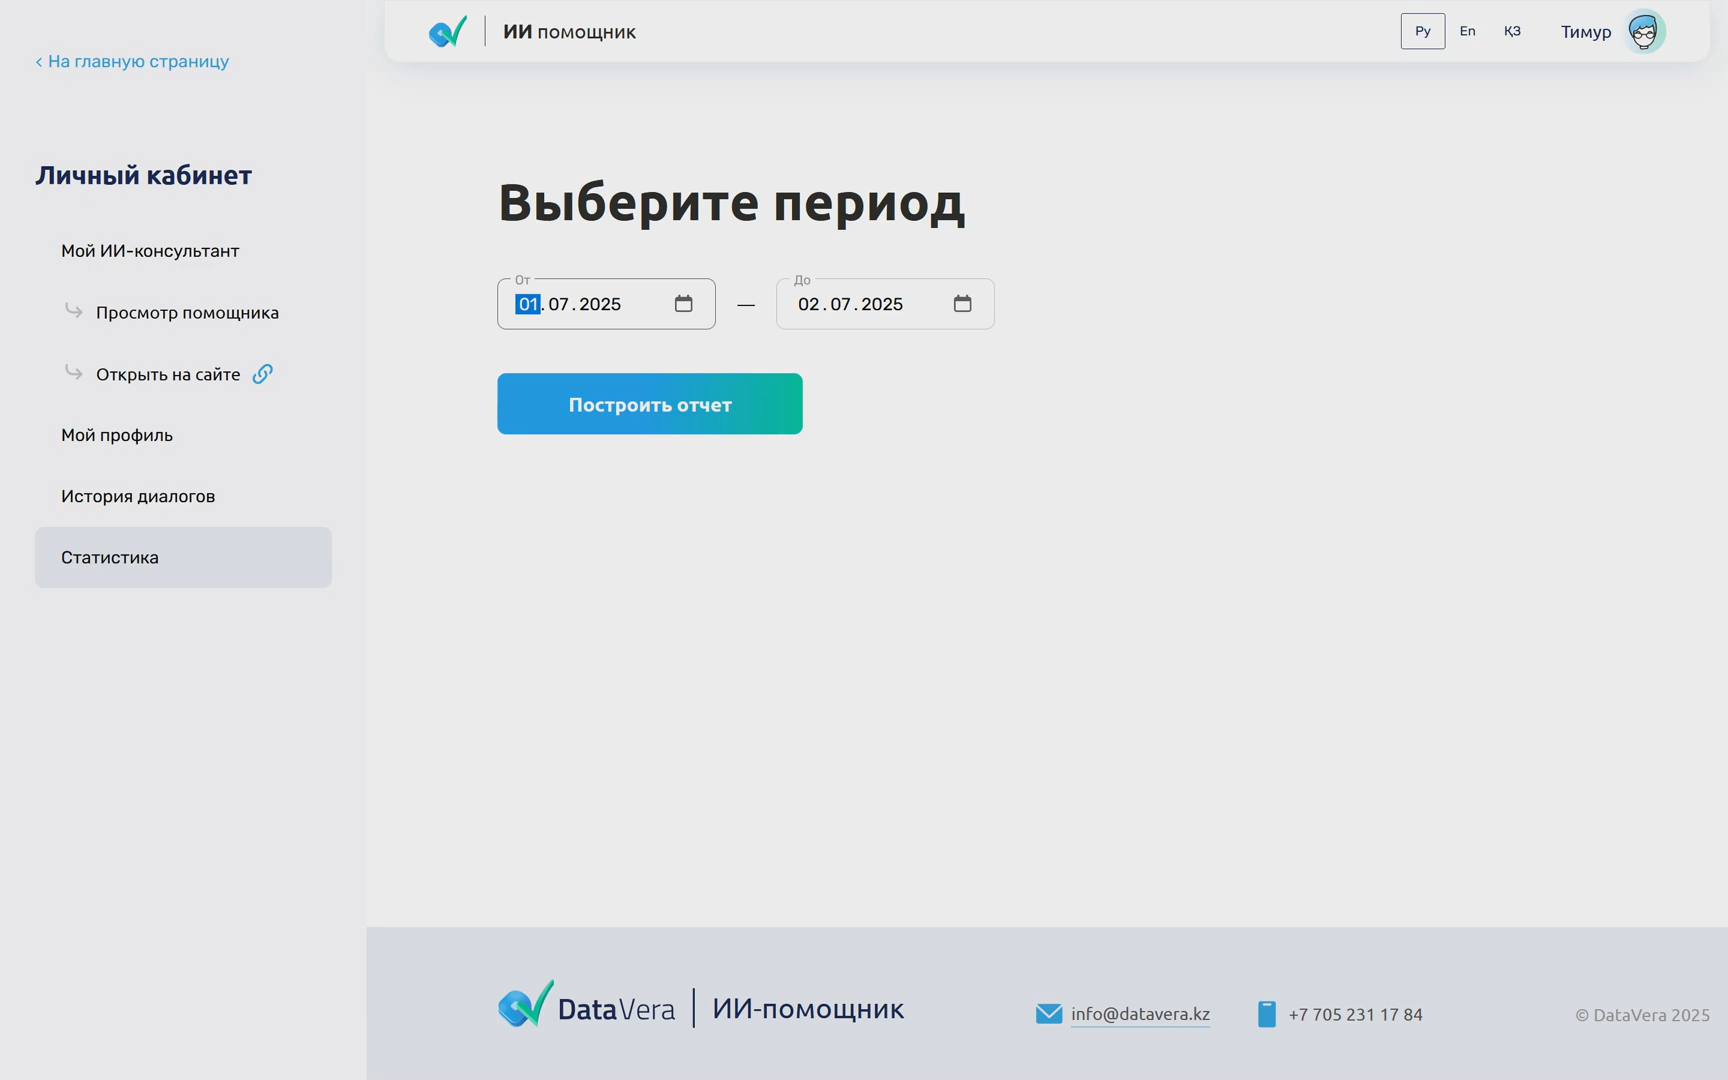 ‹ На главную страницу
Личный кабинет
Мой ИИ-консультант
Просмотр помощника
Открыть на сайте
Мой профиль
История диалогов
Статистика
ИИ помощник
Ру
En
ҚЗ
Тимур
Выберите период
От
01.07.2025
—
До
02.07.2025
Построить отчет
DataVera
ИИ-помощник
info@datavera.kz
+7 705 231 17 84
© DataVera 2025